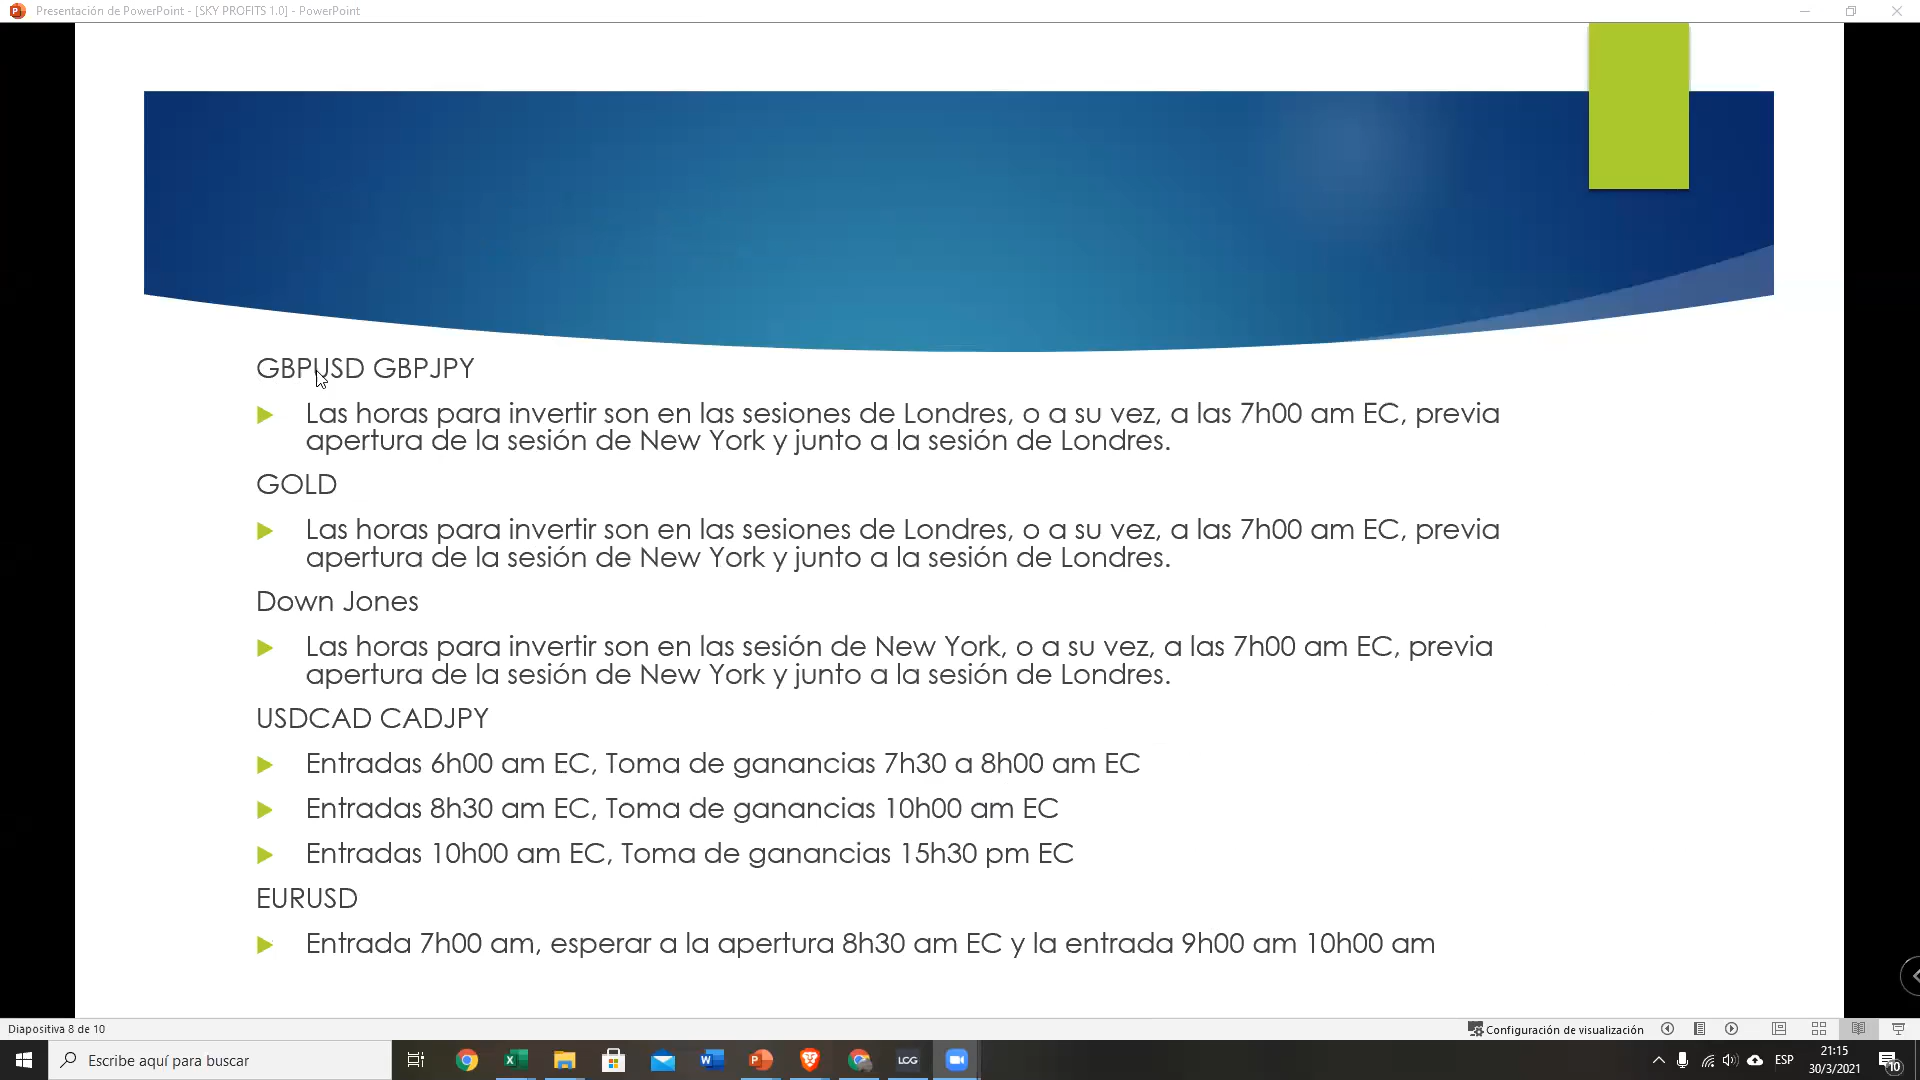 Presentación de PowerPoint - [SKY PROFITS 1.0] - PowerPoint
GBPUSD GBPJPY
Las horas para invertir son en las sesiones de Londres, o a su vez, a las 7h00 am EC, previa
apertura de la sesión de New York y junto a la sesión de Londres.
GOLD
Las horas para invertir son en las sesiones de Londres, o a su vez, a las 7h00 am EC, previa
apertura de la sesión de New York y junto a la sesión de Londres.
Down Jones
Las horas para invertir son en las sesión de New York, o a su vez, a las 7h00 am EC, previa
apertura de la sesión de New York y junto a la sesión de Londres.
USDCAD CADJPY
Entradas 6h00 am EC, Toma de ganancias 7h30 a 8h00 am EC
Entradas 8h30 am EC, Toma de ganancias 10h00 am EC
Entradas 10h00 am EC, Toma de ganancias 15h30 pm EC
EURUSD
Entrada 7h00 am, esperar a la apertura 8h30 am EC y la entrada 9h00 am 10h00 am
Diapositiva 8 de 10
Configuración de visualización
Escribe aquí para buscar
LCG
ESP
21:15
30/3/2021
10